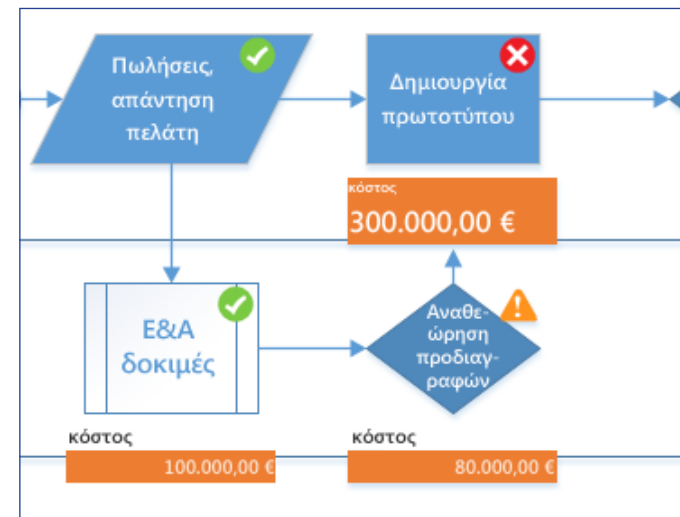 Πωλήσεις,
απάντηση
πελάτη
Δημιουργία
πρωτοτύπου
κόστος
300.000,00 €
Ε&Α
δοκιμές
Αναθε-
ώρηση
προδιαγ-
ραφών
κόστος
100.000,00 €
κόστος
80.000,00 €